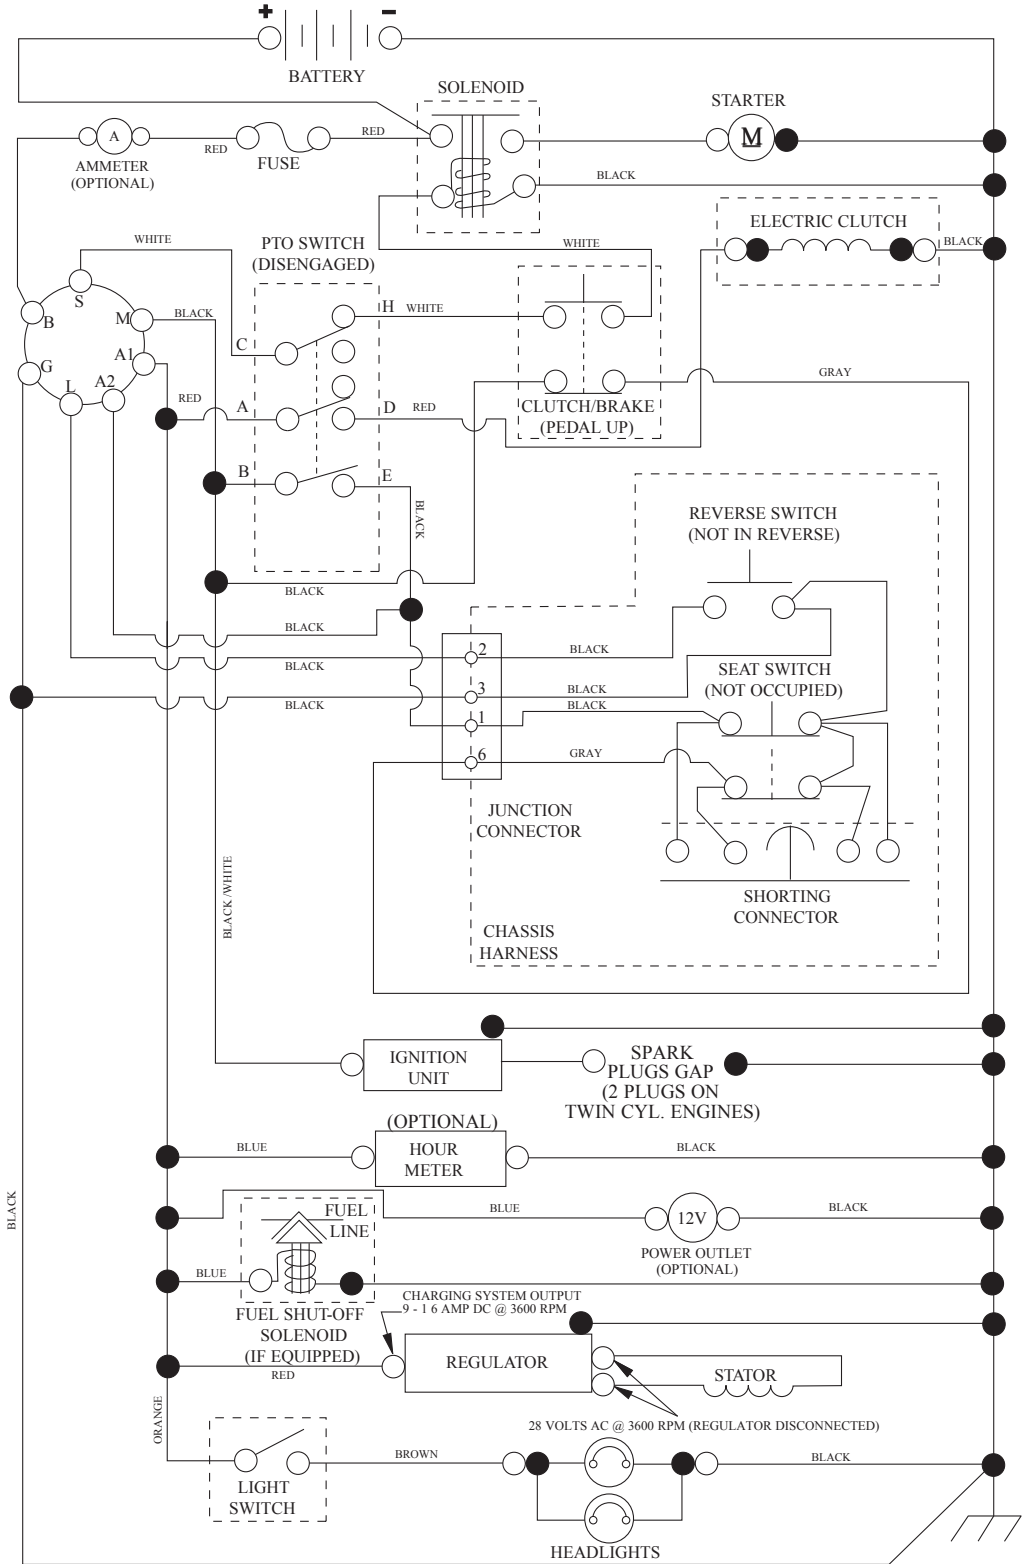 +
−
BATTERY
SOLENOID
STARTER
A
M
AMMETER
(OPTIONAL)
RED
FUSE
RED
BLACK
ELECTRIC CLUTCH
BLACK
WHITE
PTO SWITCH
(DISENGAGED)
WHITE
S
B
M
BLACK
C
H
WHITE
G
A1
L
A2
GRAY
CLUTCH/BRAKE
(PEDAL UP)
RED
A
D
RED
B
E
BLACK
REVERSE SWITCH
(NOT IN REVERSE)
BLACK
BLACK
BLACK
2
BLACK
SEAT SWITCH
(NOT OCCUPIED)
BLACK
3
BLACK
BLACK
1
6
GRAY
JUNCTION
CONNECTOR
SHORTING
CONNECTOR
CHASSIS
HARNESS
BLACK /WHITE
IGNITION
UNIT
SPARK
PLUGS GAP
(2 PLUGS ON
TWIN CYL. ENGINES)
(OPTIONAL)
HOUR
METER
BLUE
BLACK
BLACK
BLUE
12V
BLACK
POWER OUTLET
(OPTIONAL)
FUEL
LINE
BLUE
FUEL SHUT-OFF
SOLENOID
(IF EQUIPPED)
CHARGING SYSTEM OUTPUT
9 - 1 6 AMP DC @ 3600 RPM
REGULATOR
STATOR
RED
28 VOLTS AC @ 3600 RPM (REGULATOR DISCONNECTED)
ORANGE
LIGHT
SWITCH
BROWN
BLACK
HEADLIGHTS